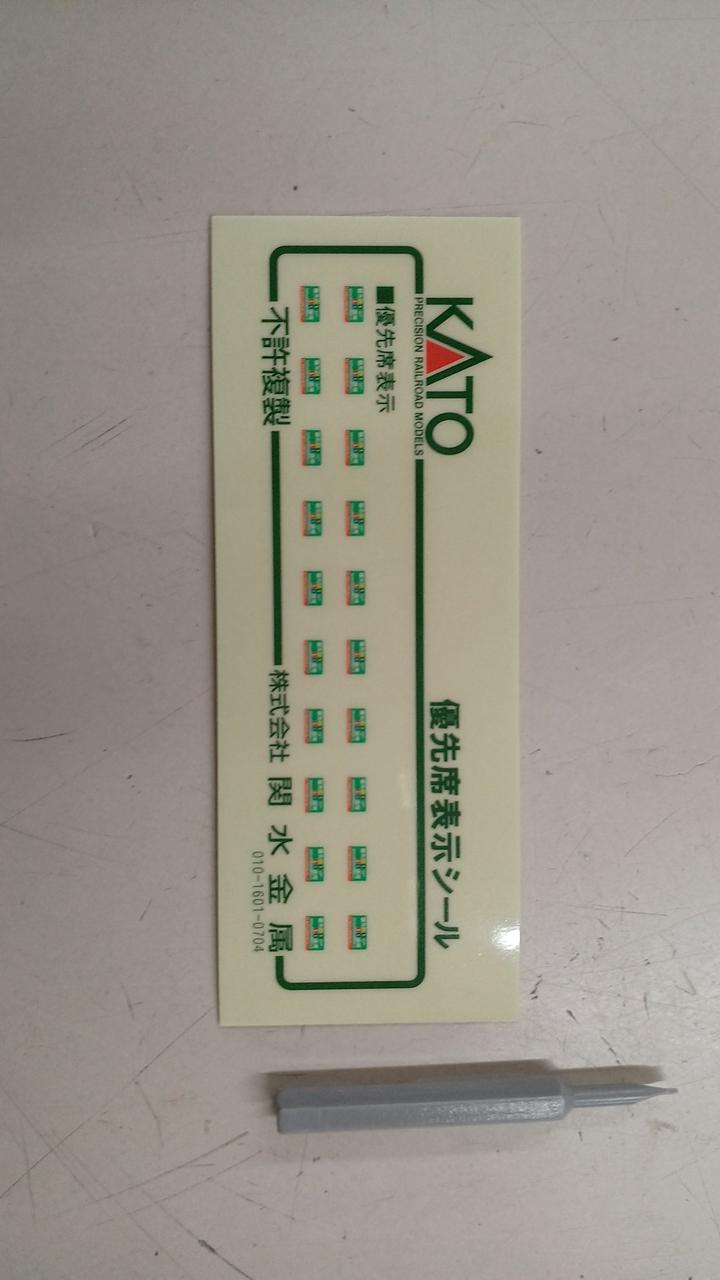 KATO
PRECISION RAILROAD MODELS
優先席表示シール
■優先席表示
不許複製
株式会社 関水金属
010-1601-0704